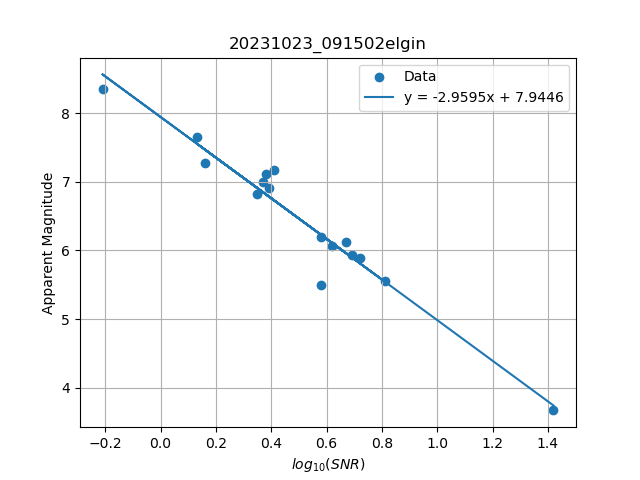 20231023_091502elgin
Data
y = -2.9595x + 7.9446
Apparent Magnitude
8
7
6
5
4
−0.2 0.0 0.2 0.4 0.6 0.8 1.0 1.2 1.4
log10(SNR)